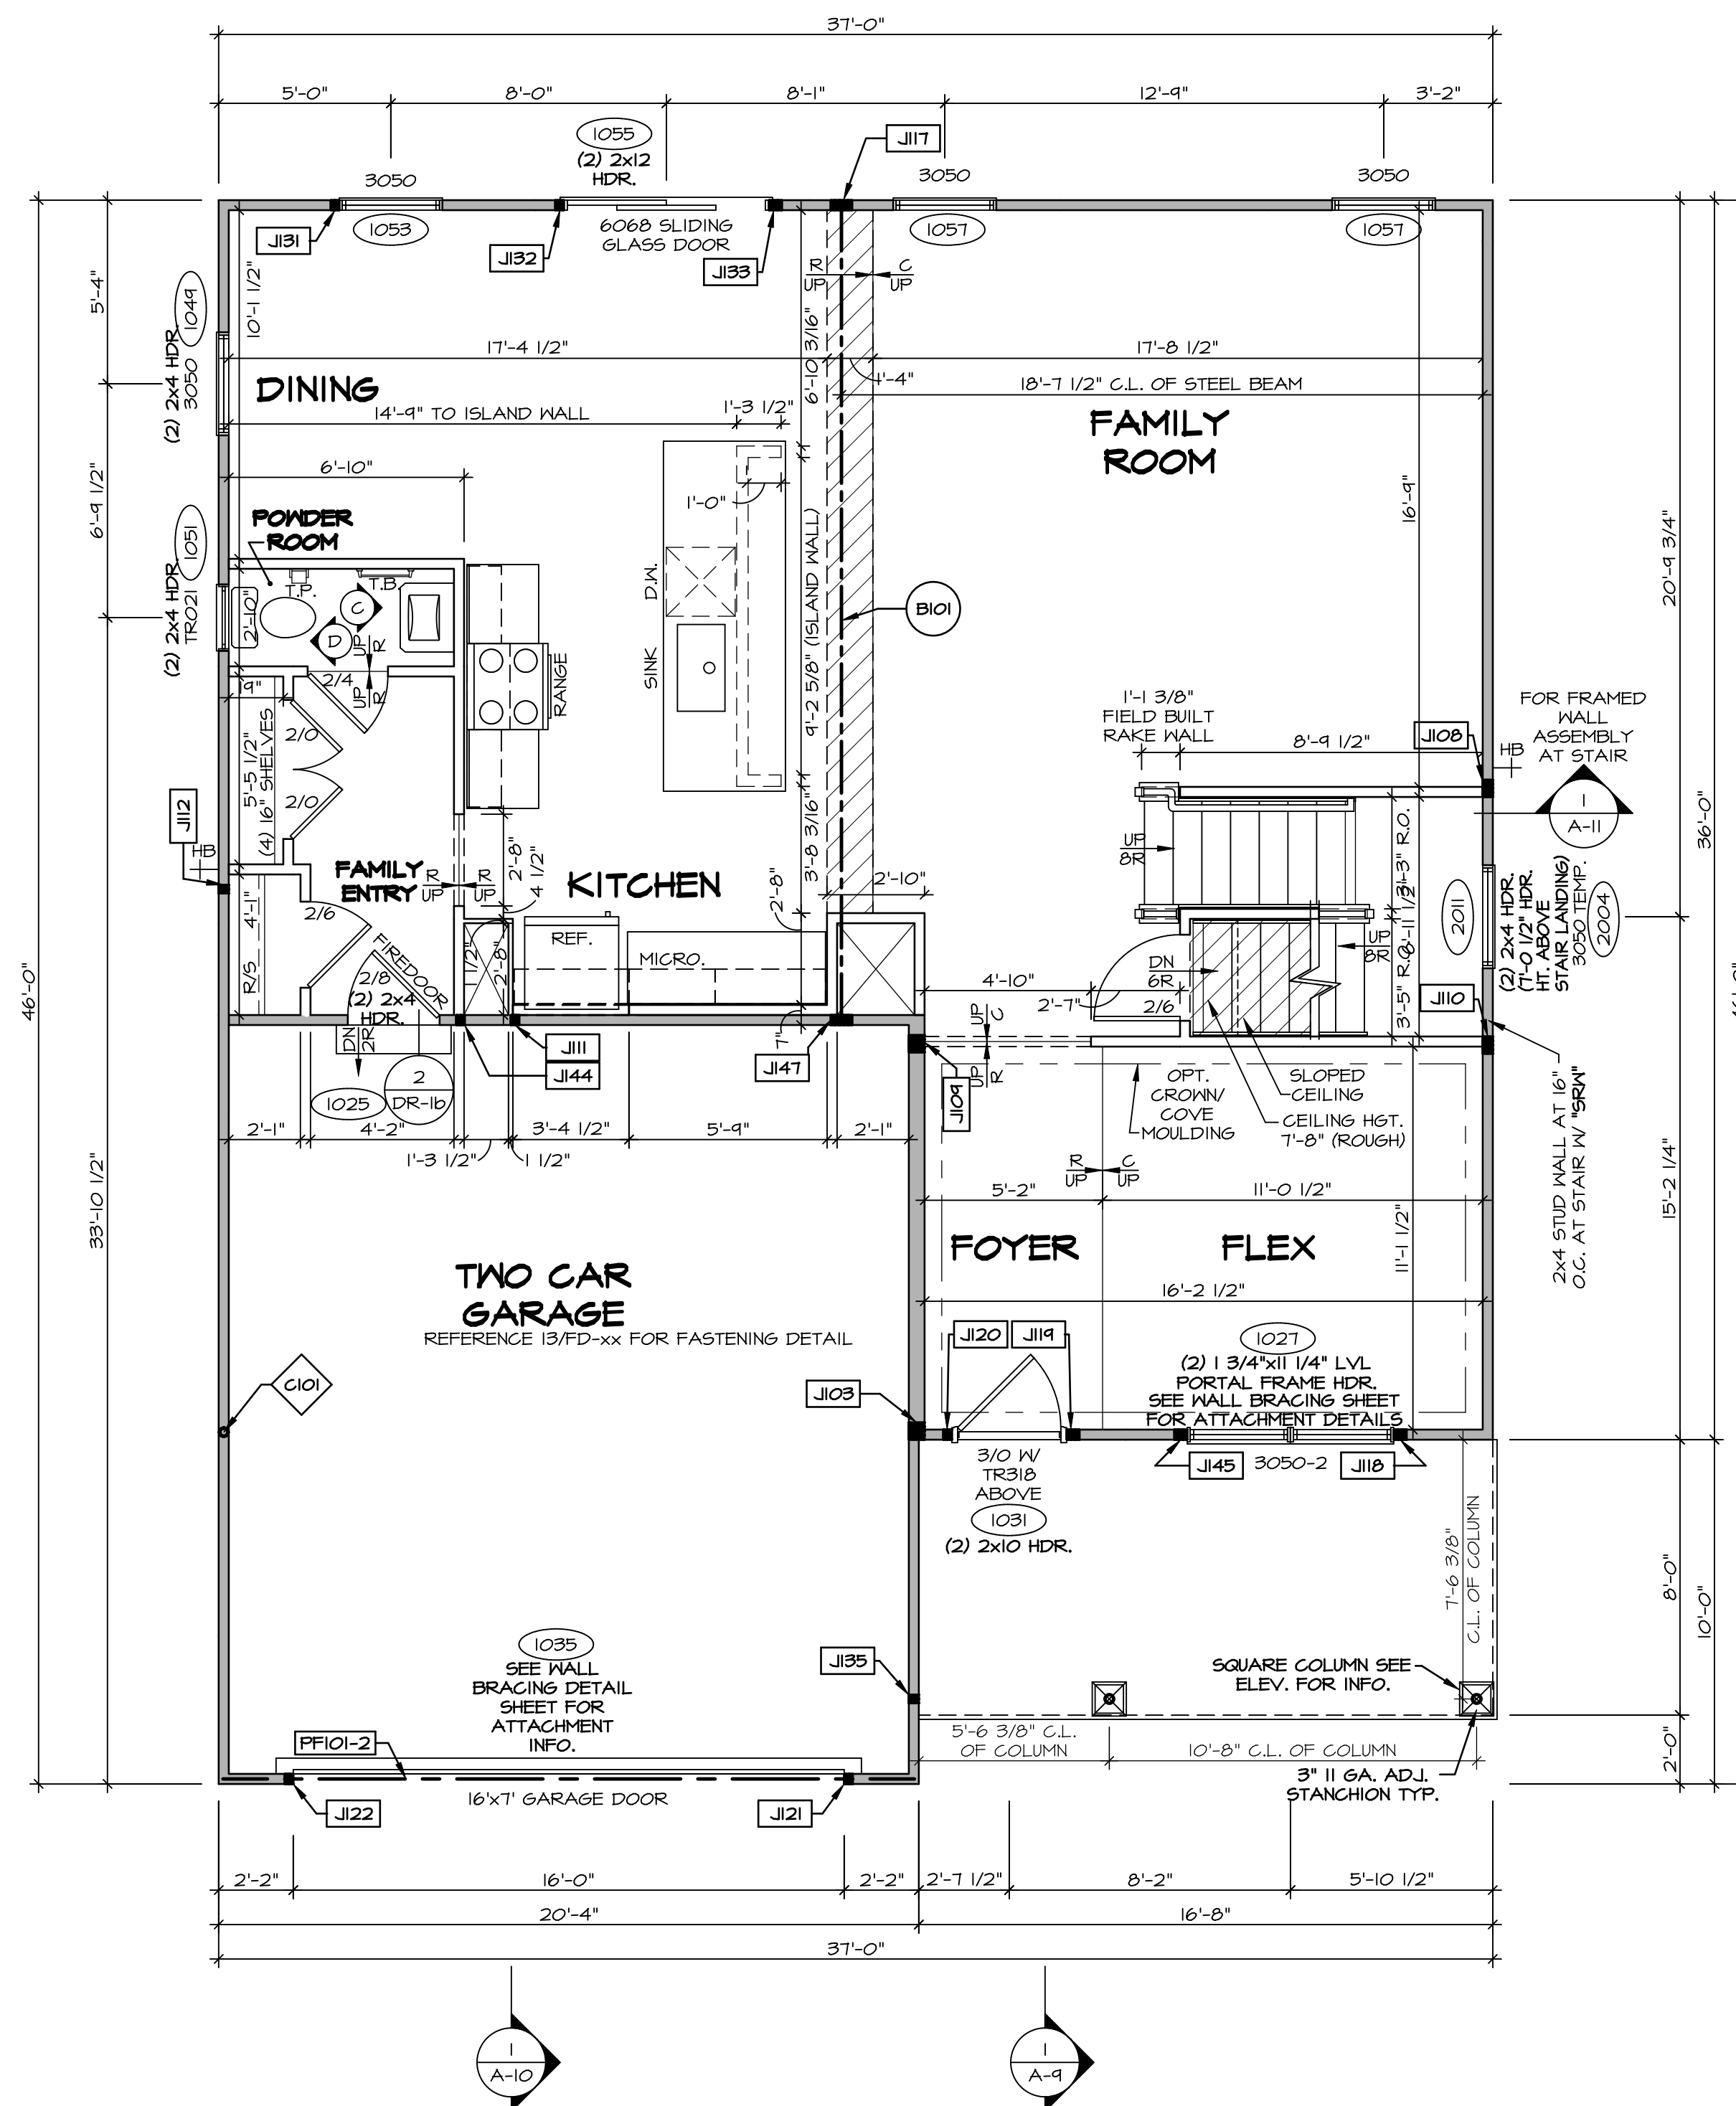 37'-0"
5'-0"
8'-0"
8'-1"
12'-9"
3'-2"
1055
(2) 2x12
HDR.
J117
3050
3050
3050
1053
6068 SLIDING
GLASS DOOR
1057
1057
J131
J132
J133
R
UP
C
UP
5'-4"
1049
(2) 2x4 HDR.
3050
10'-1 1/2"
6'-10 3/16"
17'-4 1/2"
17'-8 1/2"
1'-4"
18'-7 1/2" C.L. OF STEEL BEAM
DINING
14'-9" TO ISLAND WALL
1'-3 1/2"
FAMILY
ROOM
6'-10"
1'-0"
16'-9"
6'-9 1/2"
1051
(2) 2x4 HDR.
TR021
POWDER
ROOM
T.P.
T.B.
C
D
2'-10"
UP
R
UP
R
2/4
D.W.
SINK
RANGE
9'-2 5/8" (ISLAND WALL)
B101
20'-9 3/4"
36'-0"
46'-0"
19"
5'-5 1/2"
(4) 16" SHELVES
2/0
2/0
1'-1 3/8"
FIELD BUILT
RAKE WALL
8'-9 1/2"
J108
HB
FOR FRAMED
WALL
ASSEMBLY
AT STAIR
1
A-11
J112
HB
FAMILY
ENTRY
R
UP
R
UP
2'-8"
4 1/2"
KITCHEN
3'-8 3/16"
2'-8"
2'-10"
UP
8R
3'-3" R.O.
6'-11 1/2"
2011
(2) 2x4 HDR.
(7'-0 1/2" HDR.
HT. ABOVE
STAIR LANDING)
3050 TEMP.
2004
R/S
4'-1"
2/6
FIREDOOR
2/8
(2) 2x4
HDR.
1 1/2"
2'-8"
REF.
MICRO.
DN
6R
UP
8R
3'-5" R.O.
4'-10"
2'-7"
2/6
J110
DN
2R
J111
J144
7"
J147
UP
C
UP
R
J109
1025
2
DR-1b
OPT.
CROWN/
COVE
MOULDING
SLOPED
CEILING
CEILING HGT.
7'-8" (ROUGH)
2x4 STUD WALL AT 16"
O.C. AT STAIR W/ "SRW"
2'-1"
4'-2"
1'-3 1/2"
1 1/2"
3'-4 1/2"
5'-9"
2'-1"
33'-10 1/2"
R
UP
C
UP
5'-2"
11'-0 1/2"
11'-1 1/2"
15'-2 1/4"
FOYER
FLEX
16'-2 1/2"
TWO CAR
GARAGE
REFERENCE 13/FD-xx FOR FASTENING DETAIL
J120
J119
1027
(2) 1 3/4"x11 1/4" LVL
PORTAL FRAME HDR.
SEE WALL BRACING SHEET
FOR ATTACHMENT DETAILS
C101
J103
3/0 W/
TR318
ABOVE
1031
(2) 2x10 HDR.
J145
3050-2
J118
7'-6 3/8"
C.L. OF COLUMN
8'-0"
10'-0"
1035
SEE WALL
BRACING DETAIL
SHEET FOR
ATTACHMENT
INFO.
J135
SQUARE COLUMN SEE
ELEV. FOR INFO.
PF101-2
5'-6 3/8" C.L.
OF COLUMN
10'-8" C.L. OF COLUMN
2'-0"
3" 11 GA. ADJ.
STANCHION TYP.
J122
16'x7' GARAGE DOOR
J121
2'-2"
16'-0"
2'-2"
2'-7 1/2"
8'-2"
5'-10 1/2"
20'-4"
16'-8"
37'-0"
1
A-10
1
A-9